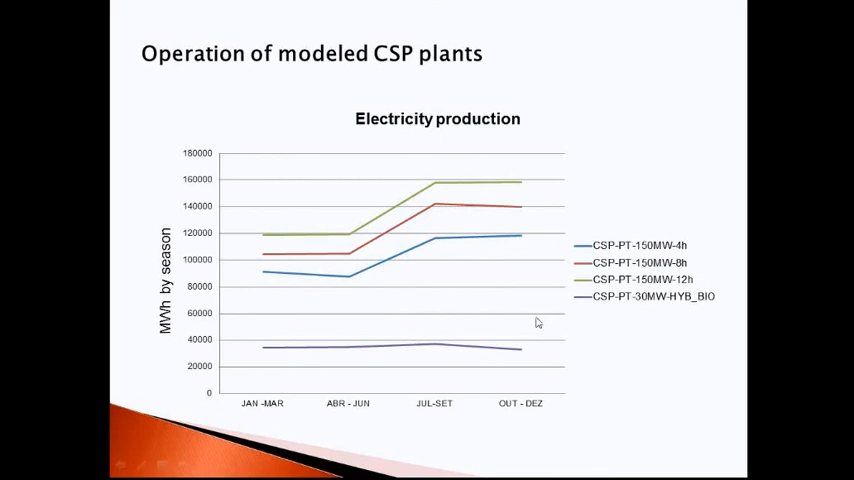 Operation of modeled CSP plants
Electricity production
MWh by season
180000
160000
140000
120000
100000
80000
60000
40000
20000
0
JAN -MAR
ABR - JUN
JUL-SET
OUT - DEZ
CSP-PT-150MW-4h
CSP-PT-150MW-8h
CSP-PT-150MW-12h
CSP-PT-30MW-HYB_BIO